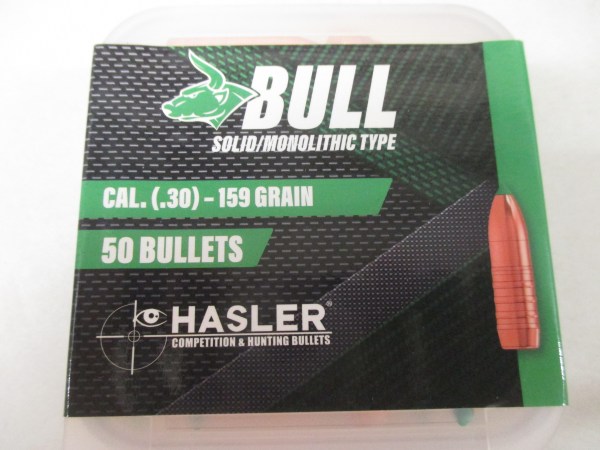 BULL
SOLID/MONOLITHIC TYPE
CAL. (.30) - 159 GRAIN
50 BULLETS
HASLER®
COMPETITION & HUNTING BULLETS